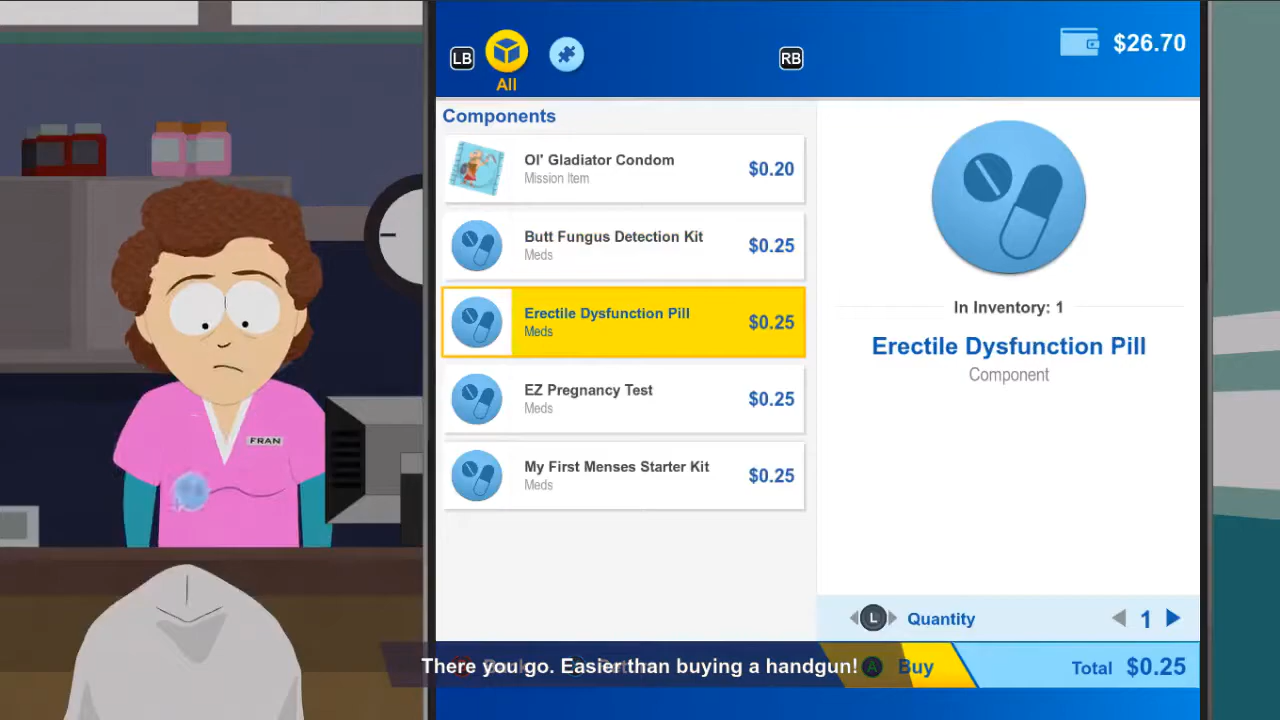 LB
All
RB
$26.70
Components
Ol' Gladiator Condom
Mission Item
$0.20
Butt Fungus Detection Kit
Meds
$0.25
Erectile Dysfunction Pill
Meds
$0.25
EZ Pregnancy Test
Meds
$0.25
My First Menses Starter Kit
Meds
$0.25
In Inventory: 1
Erectile Dysfunction Pill
Component
L
Quantity
1
FRAN
There you go. Easier than buying a handgun!
A
Buy
Total
$0.25